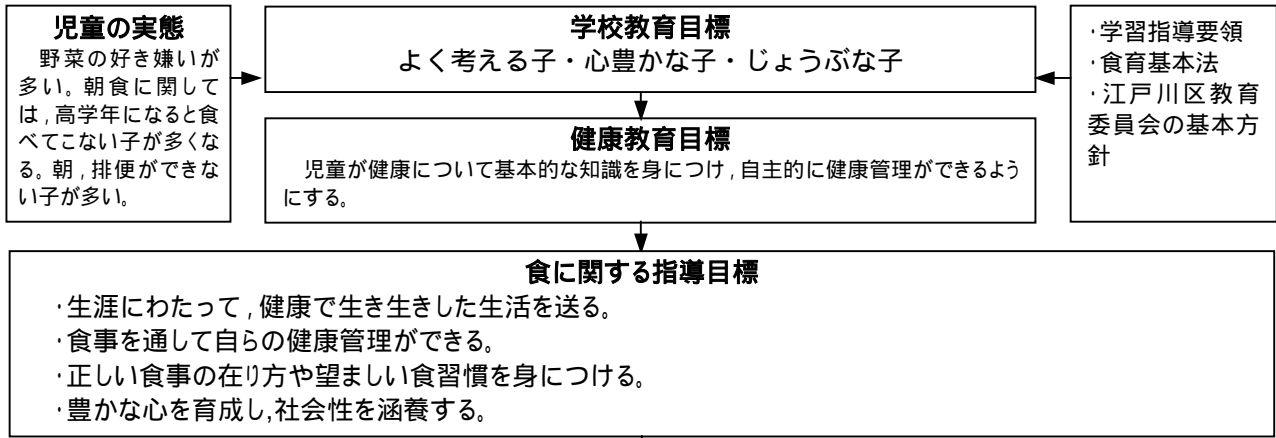 児童の実態
野菜の好き嫌いが
多い。朝食に関して
は,高学年になると食
べてこない子が多くな
る。朝,排便ができな
い子が多い。
学校教育目標
よく考える子・心豊かな子・じょうぶな子
・学習指導要領
・食育基本法
・江戸川区教育
委員会の基本方
針
健康教育目標
児童が健康について基本的な知識を身につけ,自主的に健康管理ができるよう
にする。
食に関する指導目標
・生涯にわたって,健康で生き生きした生活を送る。
・食事を通して自らの健康管理ができる。
・正しい食事の在り方や望ましい食習慣を身につける。
・豊かな心を育成し,社会性を涵養する。